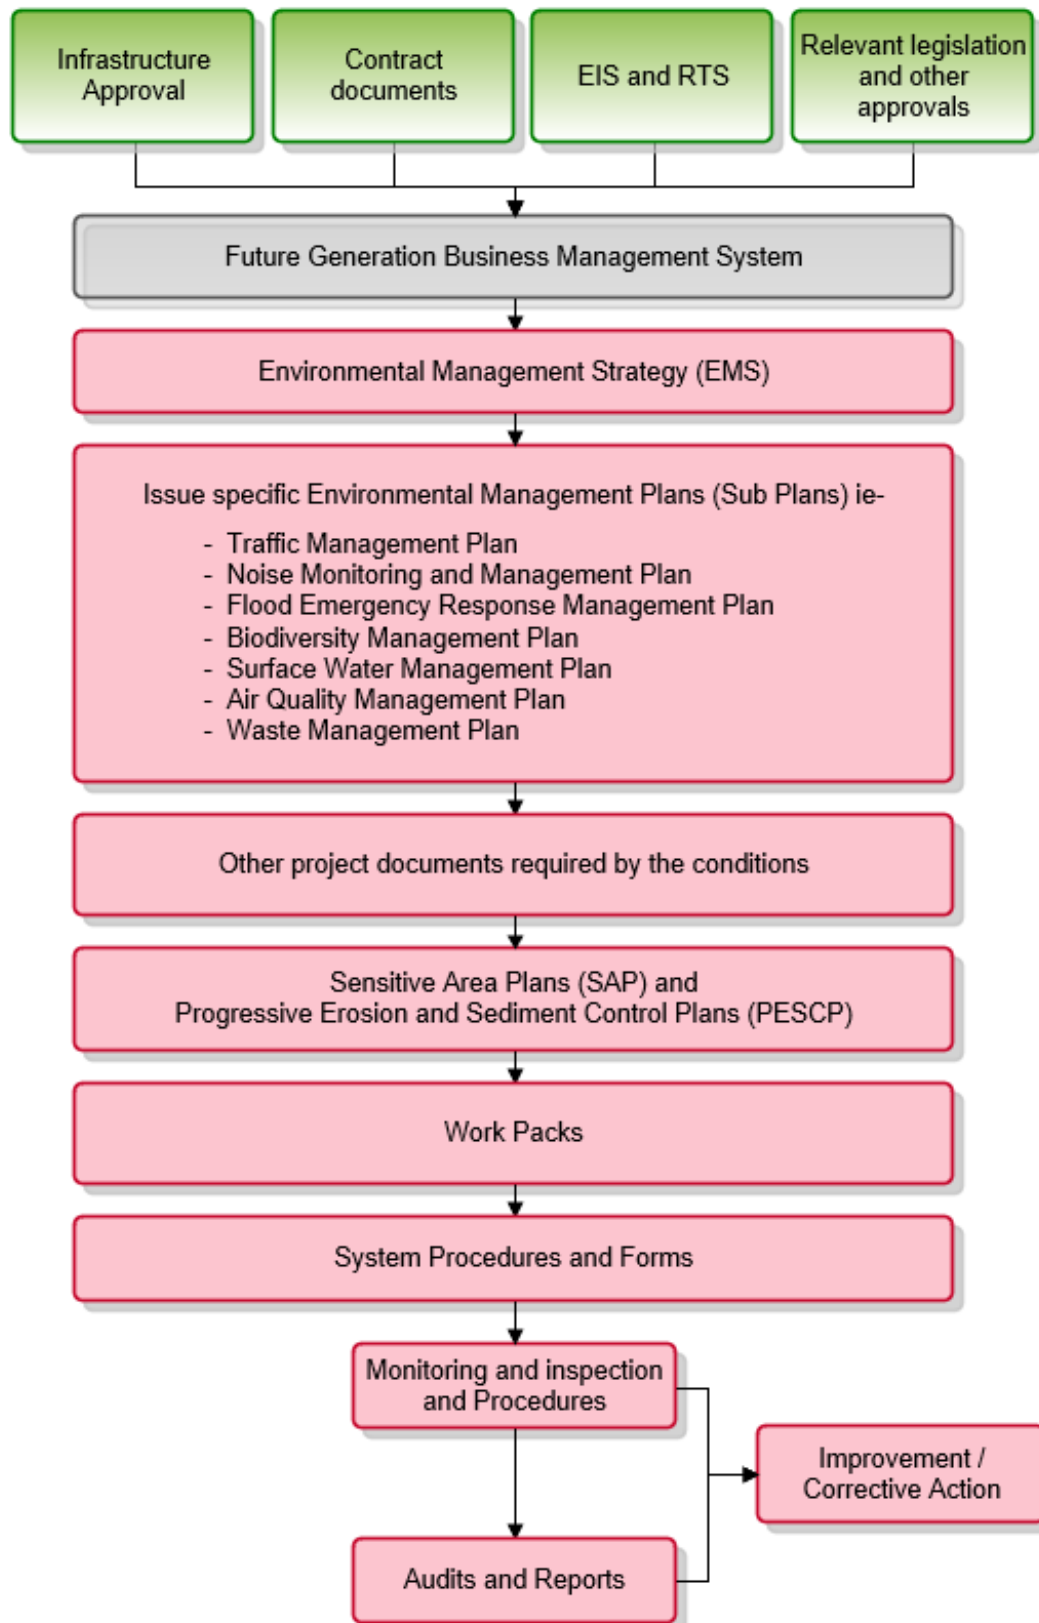 Infrastructure
Approval
Contract
documents
EIS and RTS
Relevant legislation
and other
approvals
Future Generation Business Management System
Environmental Management Strategy (EMS)
Issue specific Environmental Management Plans (Sub Plans) ie-
- Traffic Management Plan
- Noise Monitoring and Management Plan
- Flood Emergency Response Management Plan
- Biodiversity Management Plan
- Surface Water Management Plan
- Air Quality Management Plan
- Waste Management Plan
Other project documents required by the conditions
Sensitive Area Plans (SAP) and
Progressive Erosion and Sediment Control Plans (PESCP)
Work Packs
System Procedures and Forms
Monitoring and inspection
and Procedures
Improvement /
Corrective Action
Audits and Reports